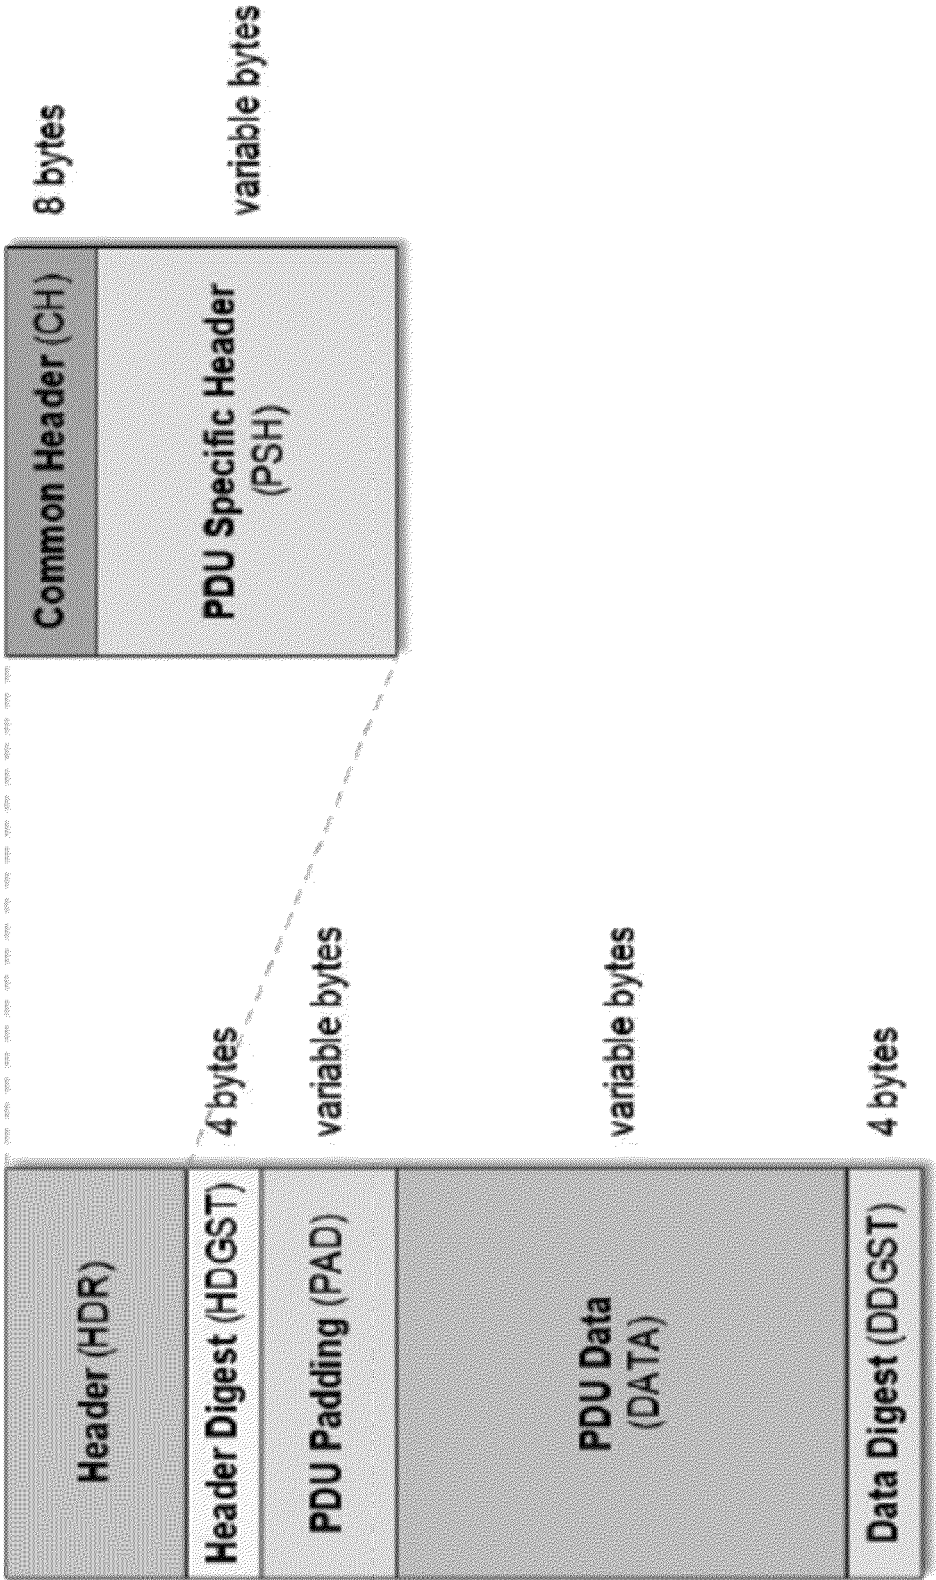 Header (HDR)
Header Digest (HDGST)
4 bytes
PDU Padding (PAD)
variable bytes
PDU Data
(DATA)
variable bytes
Data Digest (DDGST)
4 bytes
Common Header (CH)
8 bytes
PDU Specific Header
(PSH)
variable bytes